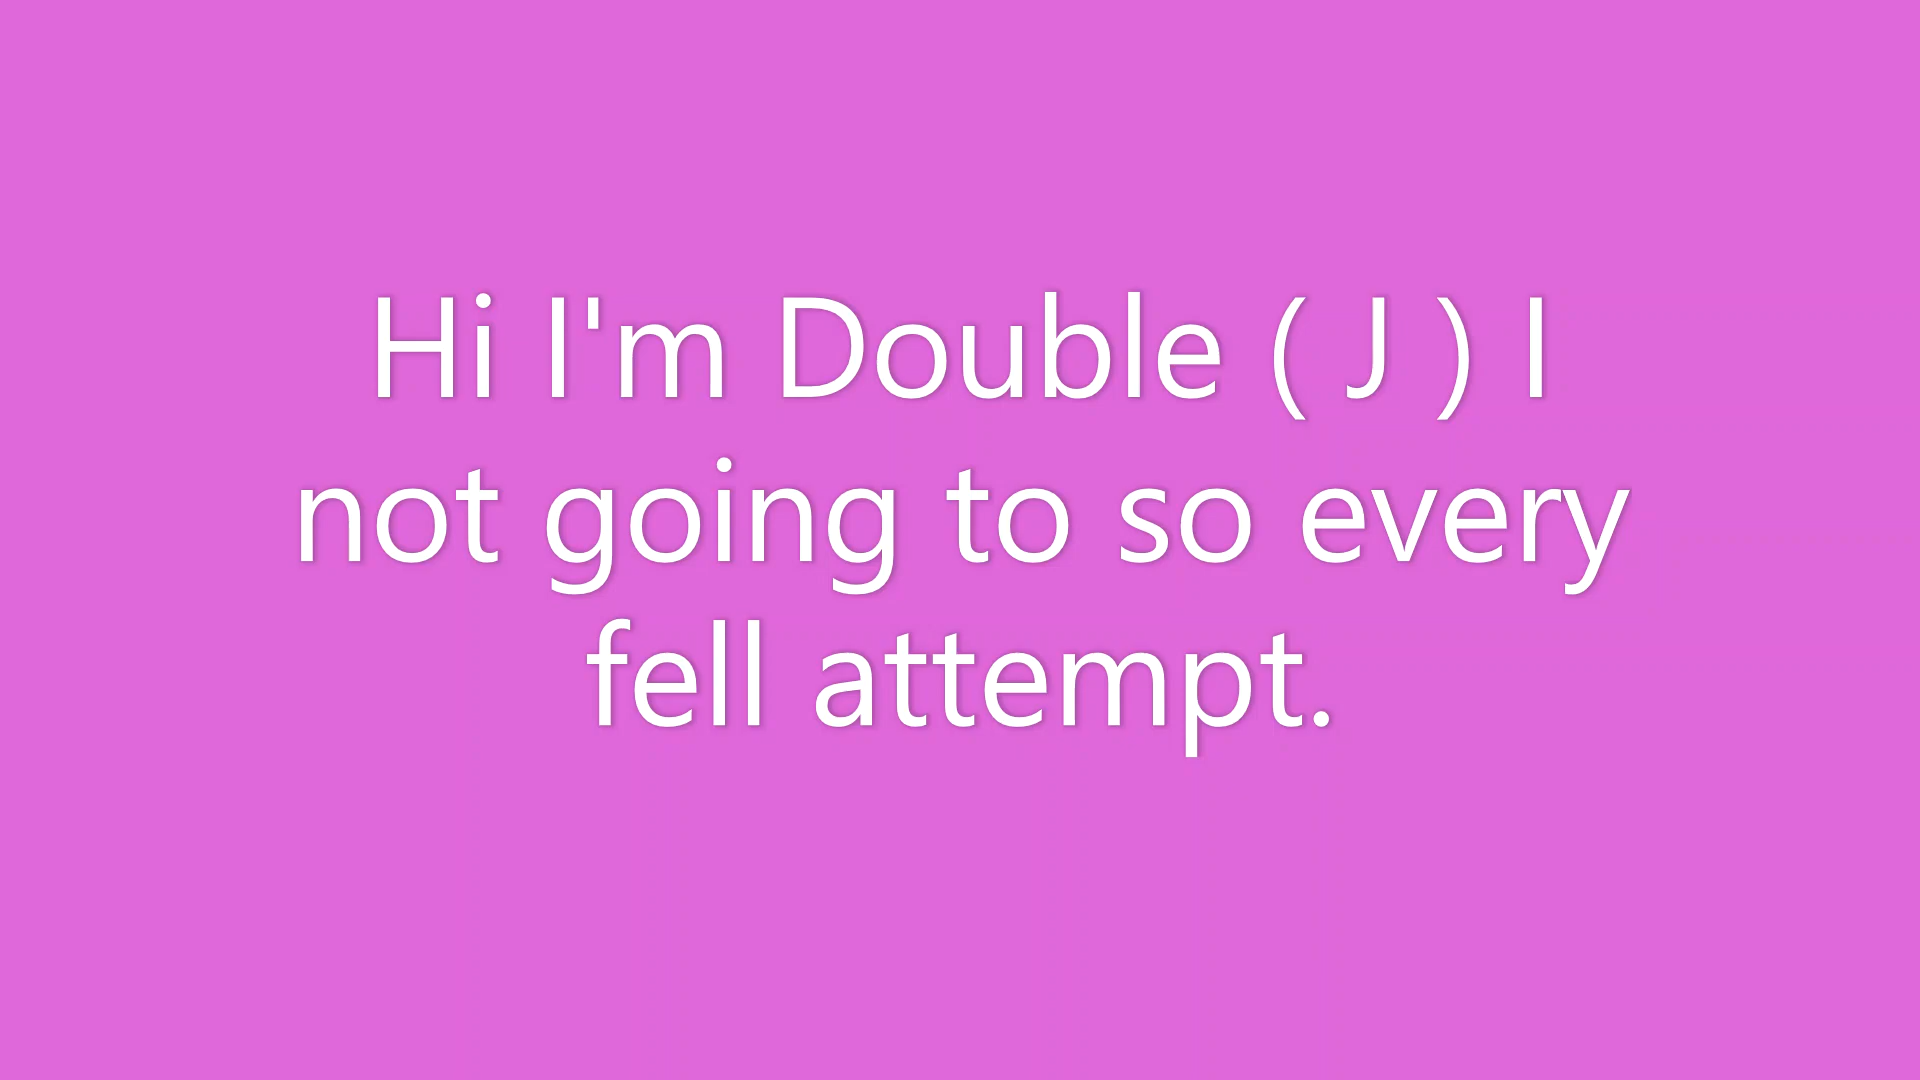 Hi I'm Double ( J ) I
not going to so every
fell attempt.